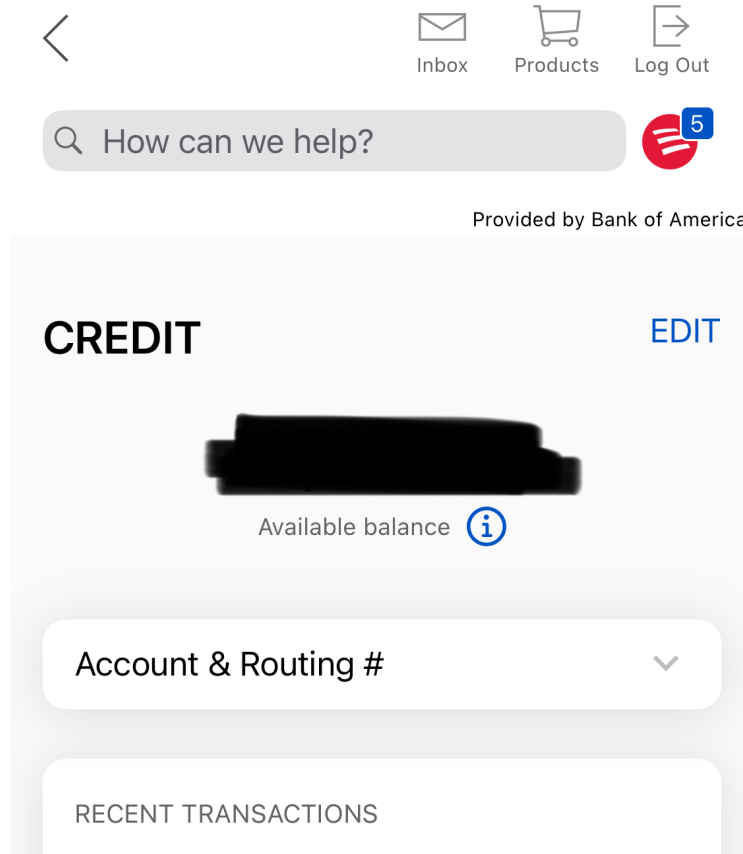 Inbox Products Log Out
How can we help?
5
Provided by Bank of America
CREDIT EDIT
Available balance
Account & Routing #
RECENT TRANSACTIONS